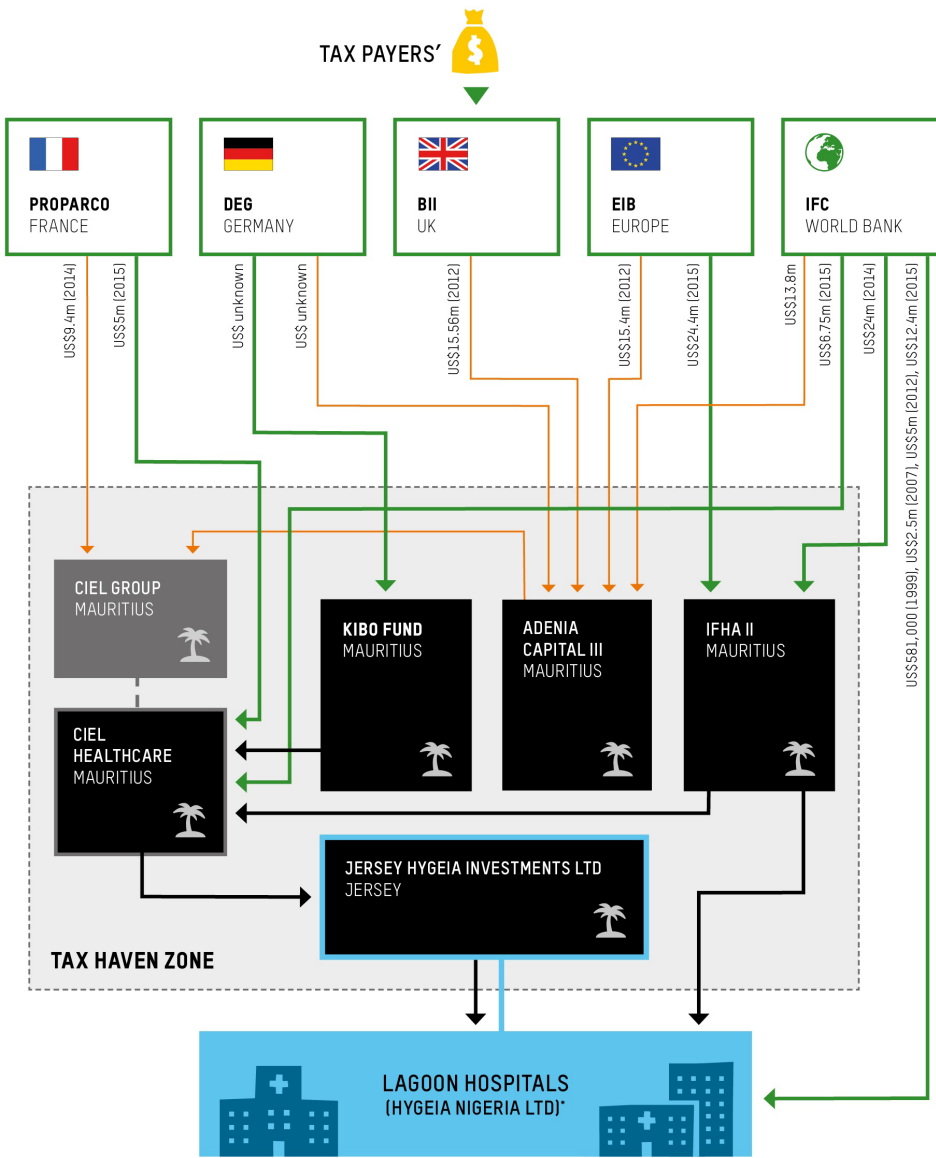 TAX PAYERS’
$
PROPARCO
FRANCE
DEG
GERMANY
BII
UK
EIB
EUROPE
IFC
WORLD BANK
US$9.4m (2014)
US$5m (2015)
US$ unknown
US$ unknown
US$15.56m (2012)
US$15.4m (2012)
US$24.4m (2015)
US$13.8m
US$6.75m (2015)
US$24m (2014)
US$581,000 (1999), US$2.5m (2007), US$5m (2012), US$12.4m (2015)
CIEL GROUP
MAURITIUS
KIBO FUND
MAURITIUS
ADENIA
CAPITAL III
MAURITIUS
IFHA II
MAURITIUS
CIEL
HEALTHCARE
MAURITIUS
JERSEY HYGEIA INVESTMENTS LTD
JERSEY
TAX HAVEN ZONE
LAGOON HOSPITALS
(HYGEIA NIGERIA LTD)*